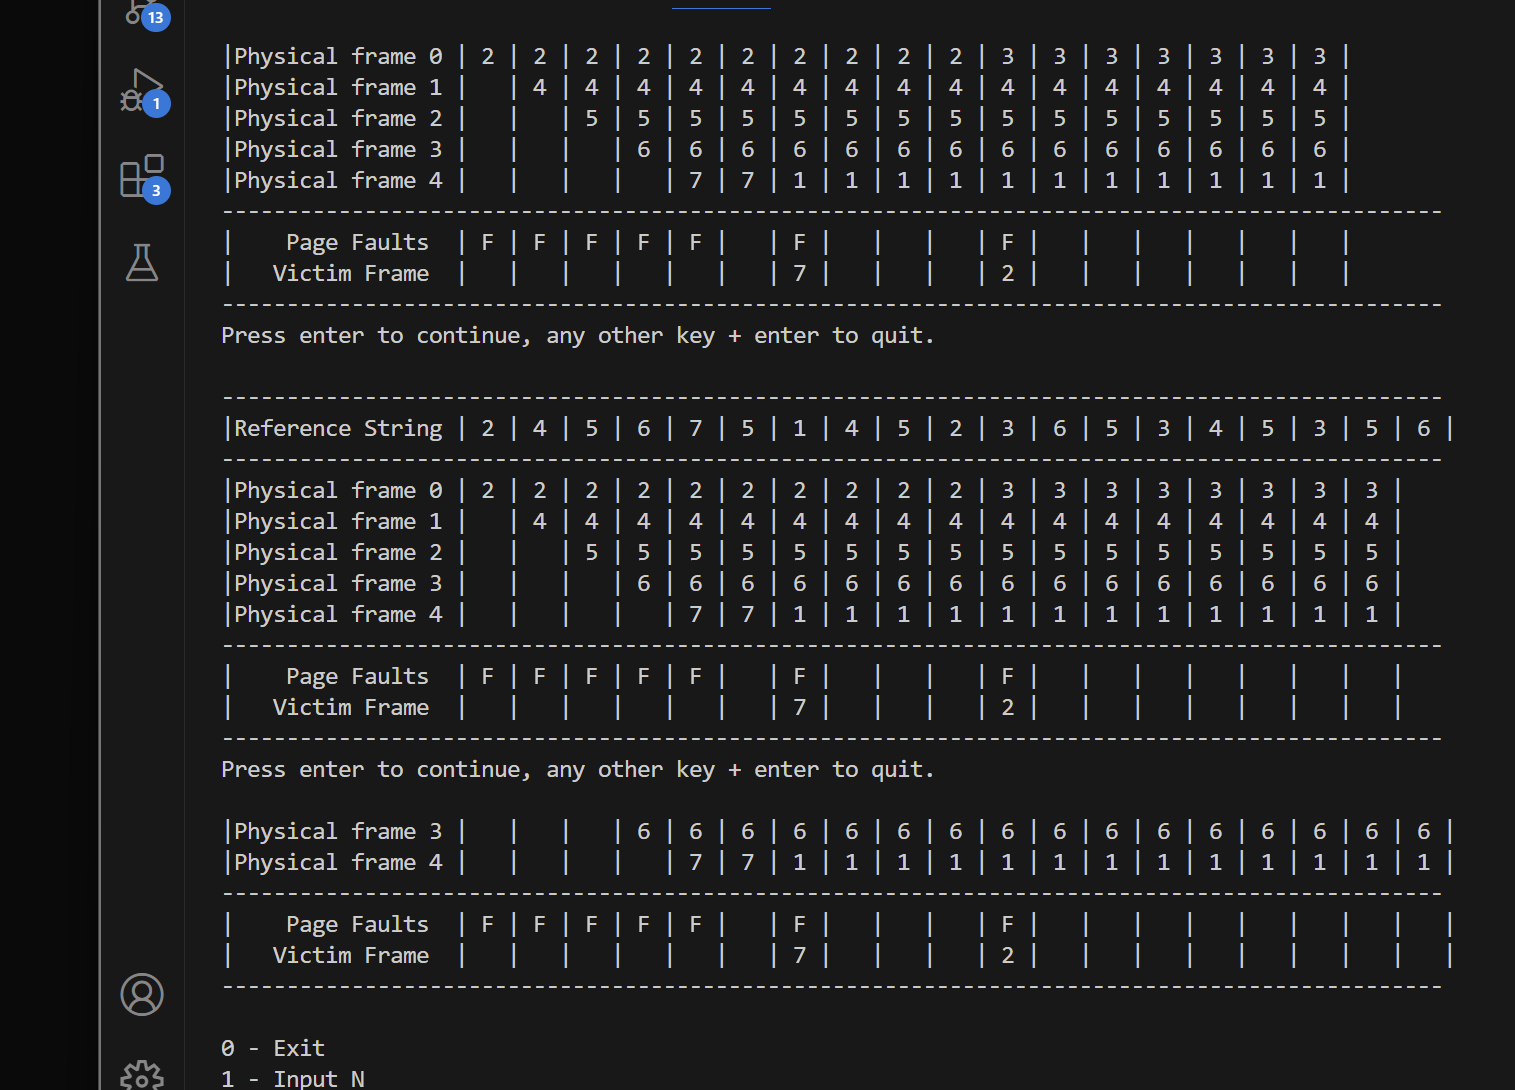 13
|Physical frame 0 | 2 | 2 | 2 | 2 | 2 | 2 | 2 | 2 | 2 | 2 | 3 | 3 | 3 | 3 | 3 | 3 | 3 |
1
|Physical frame 1 |   | 4 | 4 | 4 | 4 | 4 | 4 | 4 | 4 | 4 | 4 | 4 | 4 | 4 | 4 | 4 | 4 |
|Physical frame 2 |   |   | 5 | 5 | 5 | 5 | 5 | 5 | 5 | 5 | 5 | 5 | 5 | 5 | 5 | 5 | 5 |
|Physical frame 3 |   |   |   | 6 | 6 | 6 | 6 | 6 | 6 | 6 | 6 | 6 | 6 | 6 | 6 | 6 | 6 |
3
|Physical frame 4 |   |   |   |   | 7 | 7 | 1 | 1 | 1 | 1 | 1 | 1 | 1 | 1 | 1 | 1 | 1 |
----------------------------------------------------------------------------------------------
|    Page Faults  | F | F | F | F | F |   | F |   |   |   | F |   |   |   |   |   |   |
|   Victim Frame  |   |   |   |   |   |   | 7 |   |   |   | 2 |   |   |   |   |   |   |
----------------------------------------------------------------------------------------------
Press enter to continue, any other key + enter to quit.
----------------------------------------------------------------------------------------------
|Reference String | 2 | 4 | 5 | 6 | 7 | 5 | 1 | 4 | 5 | 2 | 3 | 6 | 5 | 3 | 4 | 5 | 3 | 5 | 6 |
----------------------------------------------------------------------------------------------
|Physical frame 0 | 2 | 2 | 2 | 2 | 2 | 2 | 2 | 2 | 2 | 2 | 3 | 3 | 3 | 3 | 3 | 3 | 3 | 3 |
|Physical frame 1 |   | 4 | 4 | 4 | 4 | 4 | 4 | 4 | 4 | 4 | 4 | 4 | 4 | 4 | 4 | 4 | 4 | 4 |
|Physical frame 2 |   |   | 5 | 5 | 5 | 5 | 5 | 5 | 5 | 5 | 5 | 5 | 5 | 5 | 5 | 5 | 5 | 5 |
|Physical frame 3 |   |   |   | 6 | 6 | 6 | 6 | 6 | 6 | 6 | 6 | 6 | 6 | 6 | 6 | 6 | 6 | 6 |
|Physical frame 4 |   |   |   |   | 7 | 7 | 1 | 1 | 1 | 1 | 1 | 1 | 1 | 1 | 1 | 1 | 1 | 1 |
----------------------------------------------------------------------------------------------
|    Page Faults  | F | F | F | F | F |   | F |   |   |   | F |   |   |   |   |   |   |   |
|   Victim Frame  |   |   |   |   |   |   | 7 |   |   |   | 2 |   |   |   |   |   |   |   |
----------------------------------------------------------------------------------------------
Press enter to continue, any other key + enter to quit.
|Physical frame 3 |   |   |   | 6 | 6 | 6 | 6 | 6 | 6 | 6 | 6 | 6 | 6 | 6 | 6 | 6 | 6 | 6 | 6 |
|Physical frame 4 |   |   |   |   | 7 | 7 | 1 | 1 | 1 | 1 | 1 | 1 | 1 | 1 | 1 | 1 | 1 | 1 | 1 |
----------------------------------------------------------------------------------------------
|    Page Faults  | F | F | F | F | F |   | F |   |   |   | F |   |   |   |   |   |   |   |   |
|   Victim Frame  |   |   |   |   |   |   | 7 |   |   |   | 2 |   |   |   |   |   |   |   |   |
----------------------------------------------------------------------------------------------
0 - Exit
1 - Input N